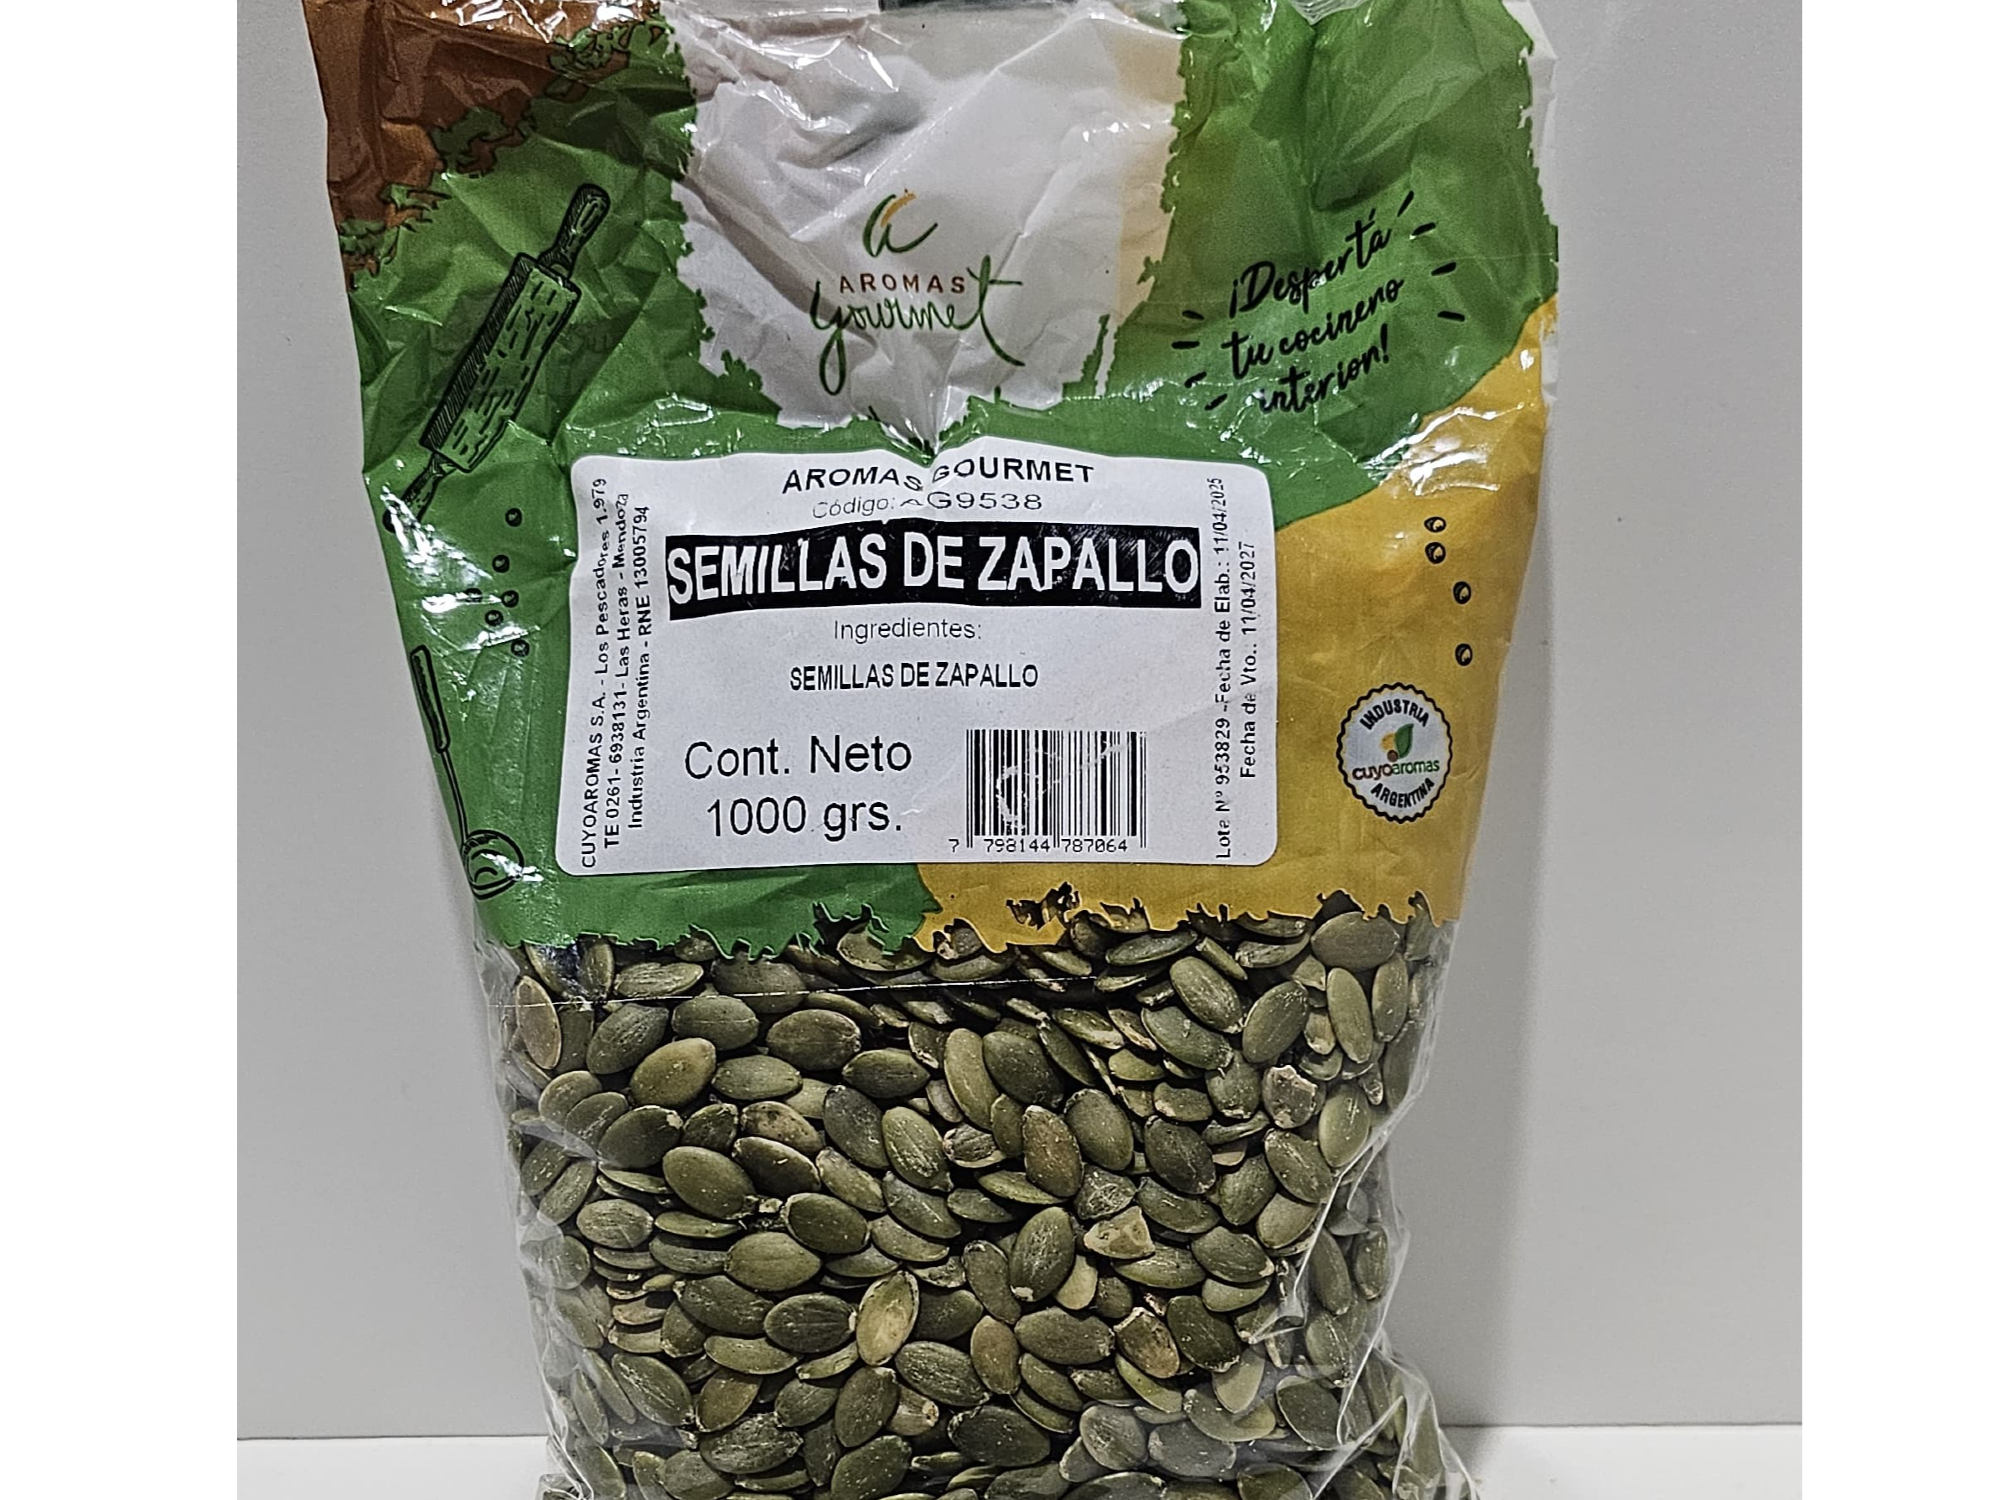 AROMAS
gourmet
¡Despertá
tu cocinero
interior!
AROMAS GOURMET
Código: AG9538
SEMILLAS DE ZAPALLO
Ingredientes:
SEMILLAS DE ZAPALLO
Cont. Neto
1000 grs.
7 798144 787064
CUYOAROMAS S.A. - Los Pescadores 1.979
TE 0261- 6938131- Las Heras - Mendoza
Industria Argentina - RNE 13005794
Lote Nº 953829 -Fecha de Elab.: 11/04/2025
Fecha de Vto.: 11/04/2027
INDUSTRIA
cuyoaromas
ARGENTINA